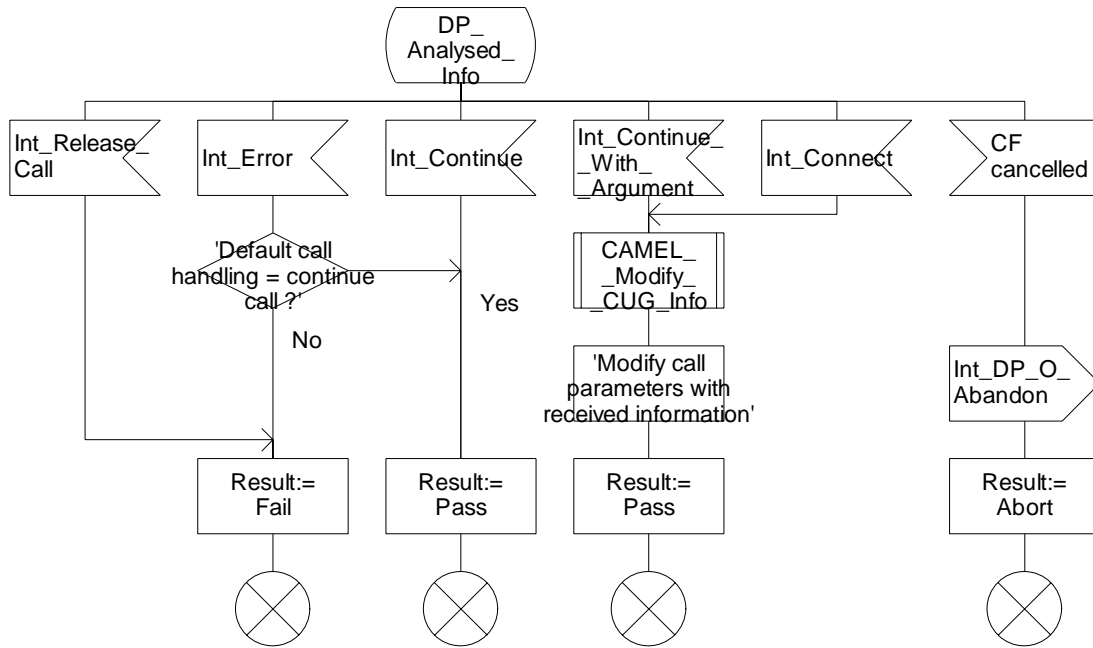 DP_
Analysed_
Info
Int_Release_
Call
Int_Error
Int_Continue
Int_Continue_
_With_
_Argument
Int_Connect
CF
cancelled
'Default call
handling = continue
call ?'
Yes
No
CAMEL_
_Modify_
_CUG_Info
'Modify call
parameters with
received information'
Int_DP_O_
Abandon
Result:=
Fail
Result:=
Pass
Result:=
Pass
Result:=
Abort